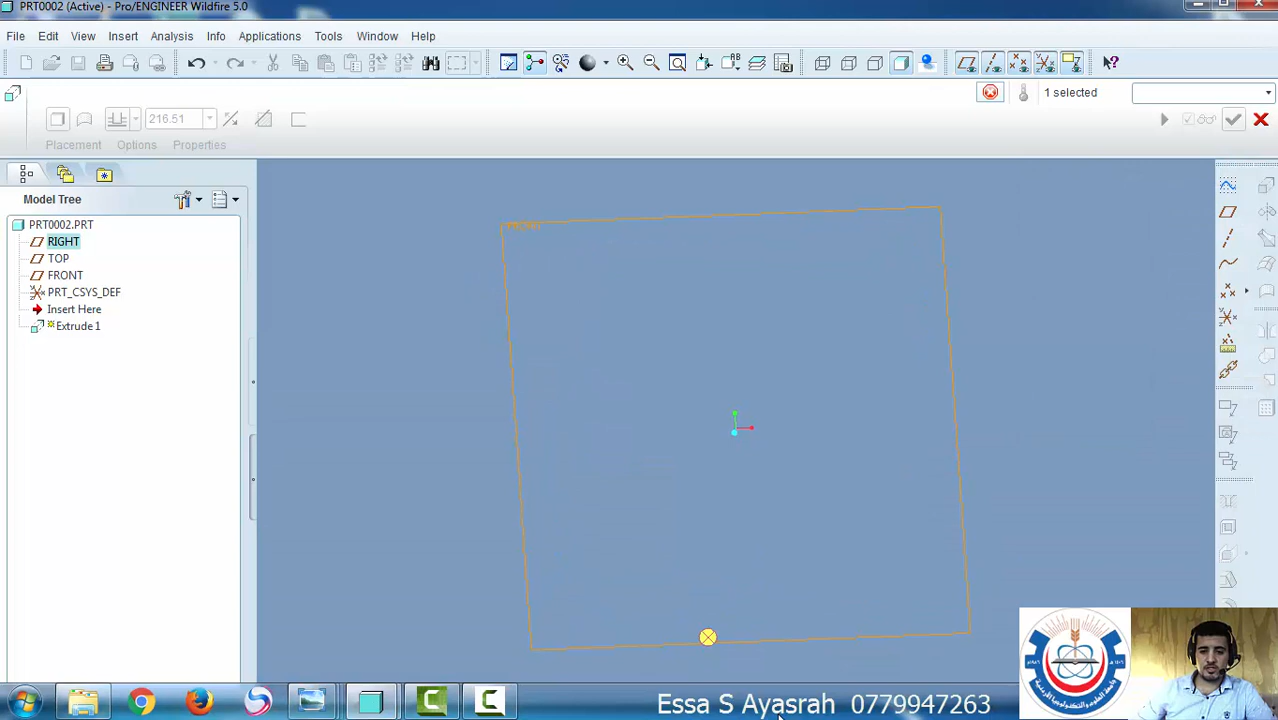 PRT0002 (Active) - Pro/ENGINEER Wildfire 5.0
File Edit View Insert Analysis Info Applications Tools Window Help
1 selected
216.51
Placement Options Properties
Model Tree
PRT0002.PRT
RIGHT
TOP
FRONT
PRT_CSYS_DEF
Insert Here
Extrude 1
Essa S Ayasrah 0779947263